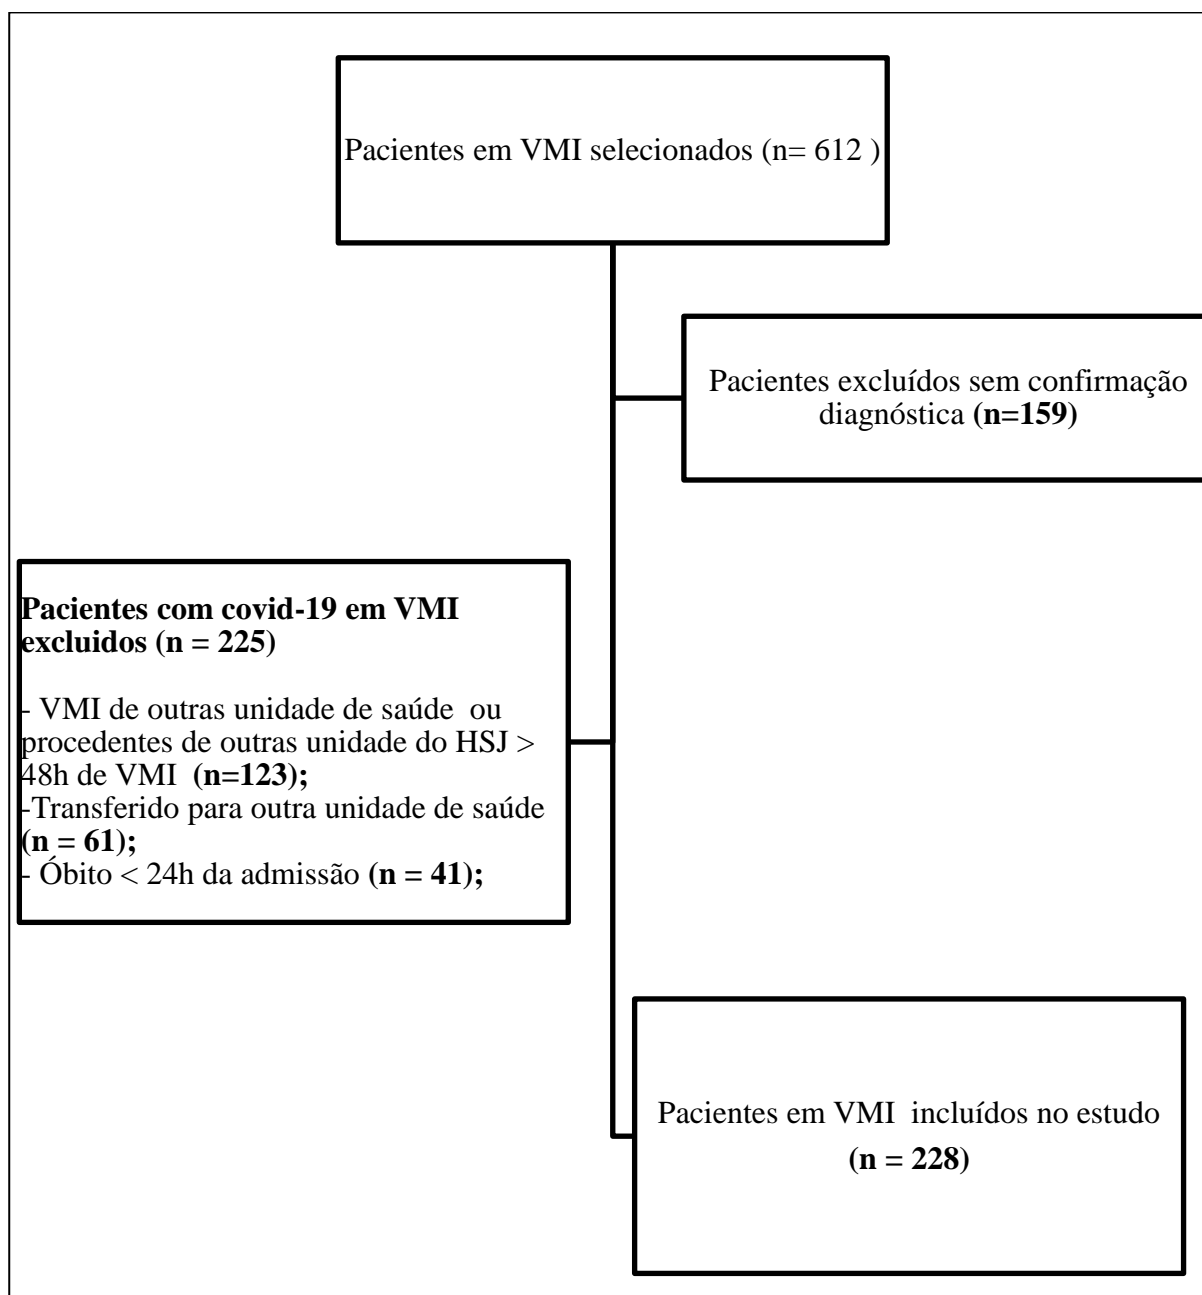 Pacientes em VMI selecionados (n= 612 )
Pacientes excluídos sem confirmação
diagnóstica (n=159)
Pacientes com covid-19 em VMI
excluidos (n = 225)
- VMI de outras unidade de saúde ou
procedentes de outras unidade do HSJ >
48h de VMI (n=123);
-Transferido para outra unidade de saúde
(n = 61);
- Óbito < 24h da admissão (n = 41);
Pacientes em VMI incluídos no estudo
(n = 228)